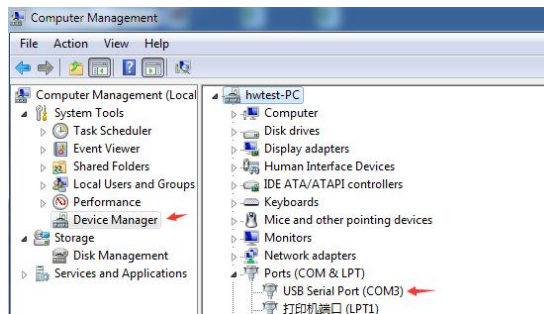 Computer Management
File Action View Help
Computer Management (Local
System Tools
Task Scheduler
Event Viewer
Shared Folders
Local Users and Groups
Performance
Device Manager
Storage
Disk Management
Services and Applications
hwtest-PC
Computer
Disk drives
Display adapters
Human Interface Devices
IDE ATA/ATAPI controllers
Keyboards
Mice and other pointing devices
Monitors
Network adapters
Ports (COM & LPT)
USB Serial Port (COM3)
打印机端口 (LPT1)